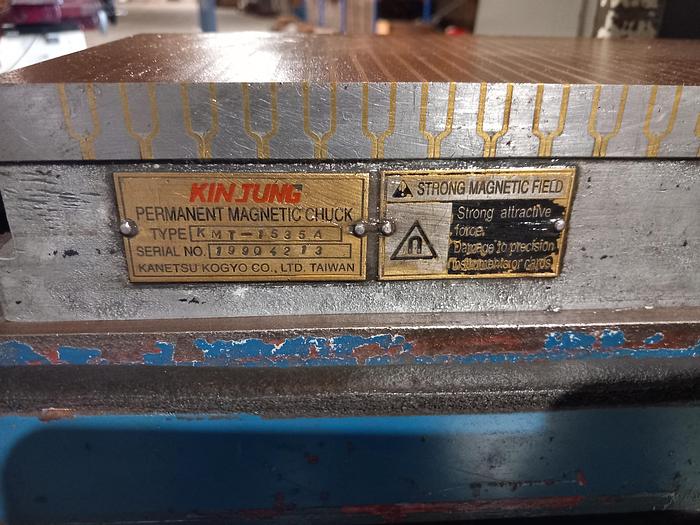 KINJUNG
PERMANENT MAGNETIC CHUCK
TYPE KMT-1535A
SERIAL NO. 19904213
KANETSU KOGYO CO., LTD. TAIWAN
STRONG MAGNETIC FIELD
Strong attractive
force.
Damage to precision
instruments or cards